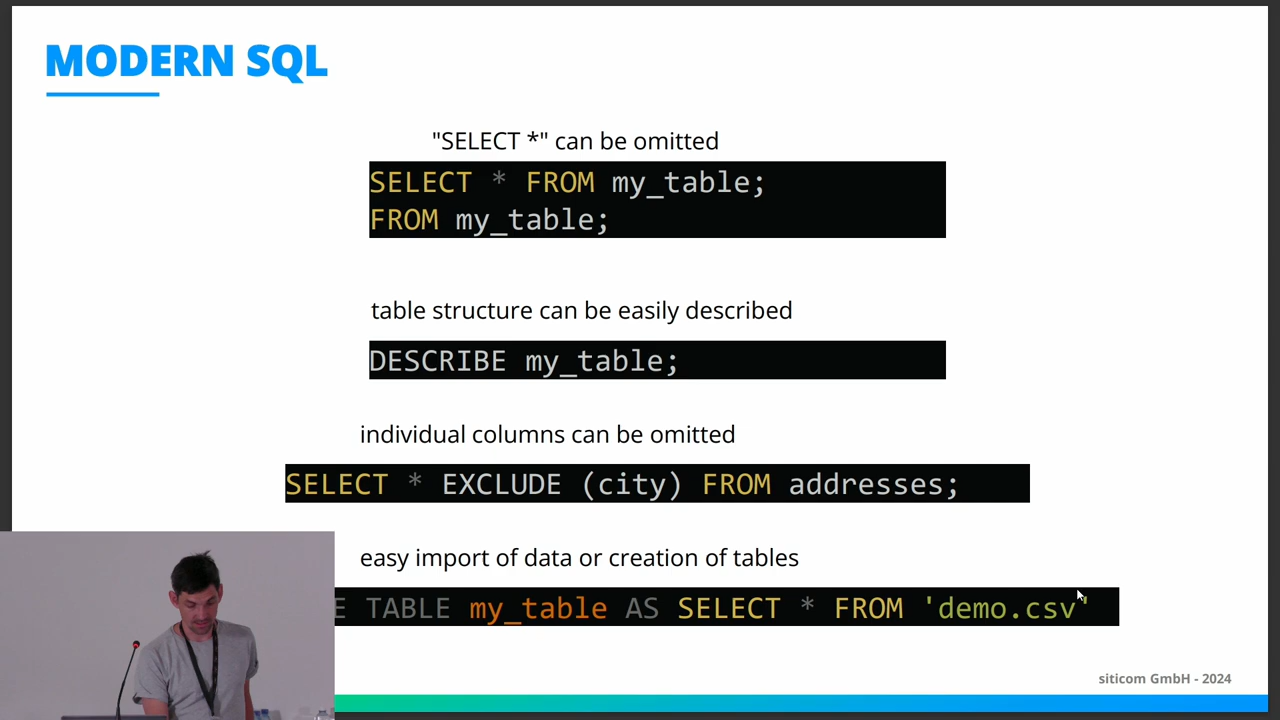 MODERN SQL
"SELECT *" can be omitted
SELECT * FROM my_table;
FROM my_table;
table structure can be easily described
DESCRIBE my_table;
individual columns can be omitted
SELECT * EXCLUDE (city) FROM addresses;
easy import of data or creation of tables
E TABLE my_table AS SELECT * FROM 'demo.csv'
siticom GmbH - 2024